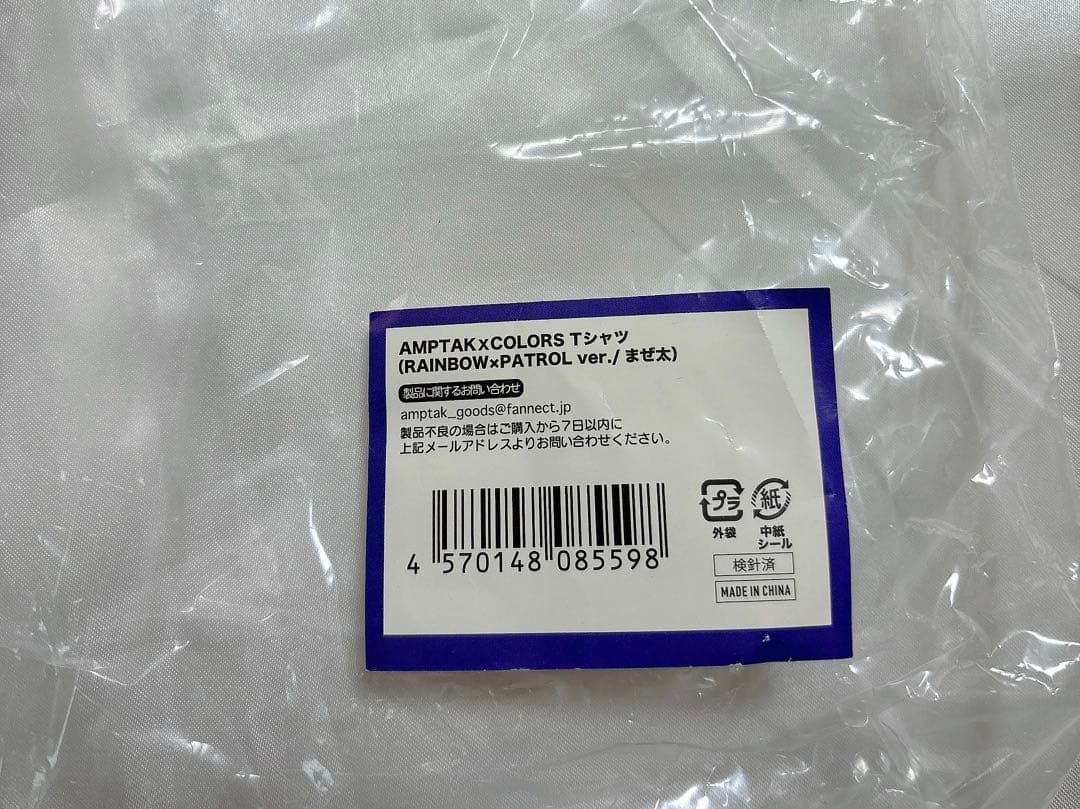 AMPTAK×COLORS Tシャツ
(RAINBOW×PATROL ver./ まぜ太)
製品に関するお問い合わせ
amptak_goods@fannect.jp
製品不良の場合はご購入から7日以内に
上記メールアドレスよりお問い合わせください。
4 570148 085598
プラ
外袋
紙
中紙
シール
検針済
MADE IN CHINA